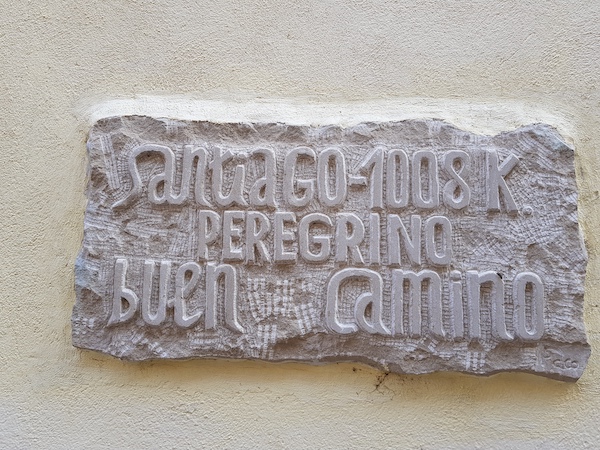 Santiago-1008 K.
PEREGRINO
buen camino